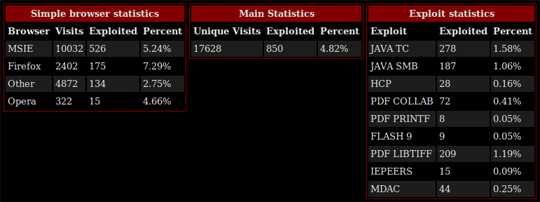 Simple browser statistics
Browser Visits Exploited Percent
MSIE 10032 526 5.24%
Firefox 2402 175 7.29%
Other 4872 134 2.75%
Opera 322 15 4.66%
Main Statistics
Unique Visits Exploited Percent
17628 850 4.82%
Exploit statistics
Exploit Exploited Percent
JAVA TC 278 1.58%
JAVA SMB 187 1.06%
HCP 28 0.16%
PDF COLLAB 72 0.41%
PDF PRINTF 8 0.05%
FLASH 9 9 0.05%
PDF LIBTIFF 209 1.19%
IEPEERS 15 0.09%
MDAC 44 0.25%